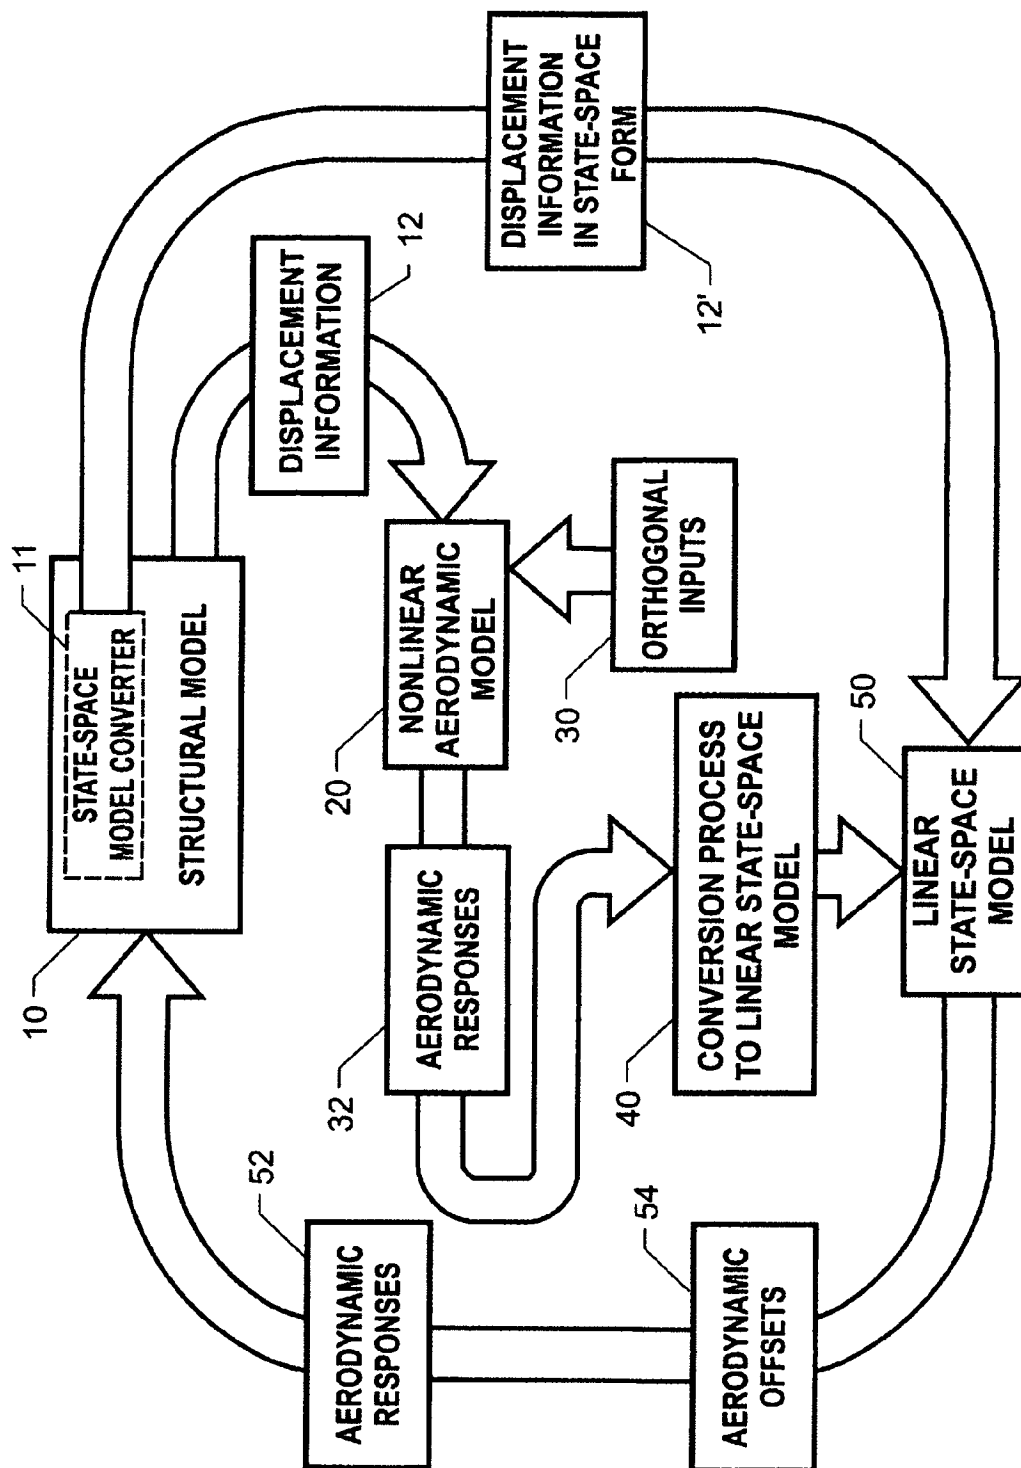 10
STATE-SPACE
MODEL CONVERTER
11
STRUCTURAL MODEL
52
AERODYNAMIC
RESPONSES
DISPLACEMENT
INFORMATION
12
32
AERODYNAMIC
RESPONSES
20
NONLINEAR
AERODYNAMIC
MODEL
DISPLACEMENT
INFORMATION
IN STATE-SPACE
FORM
12'
30
ORTHOGONAL
INPUTS
54
AERODYNAMIC
OFFSETS
40
CONVERSION PROCESS
TO LINEAR STATE-SPACE
MODEL
50
LINEAR
STATE-SPACE
MODEL